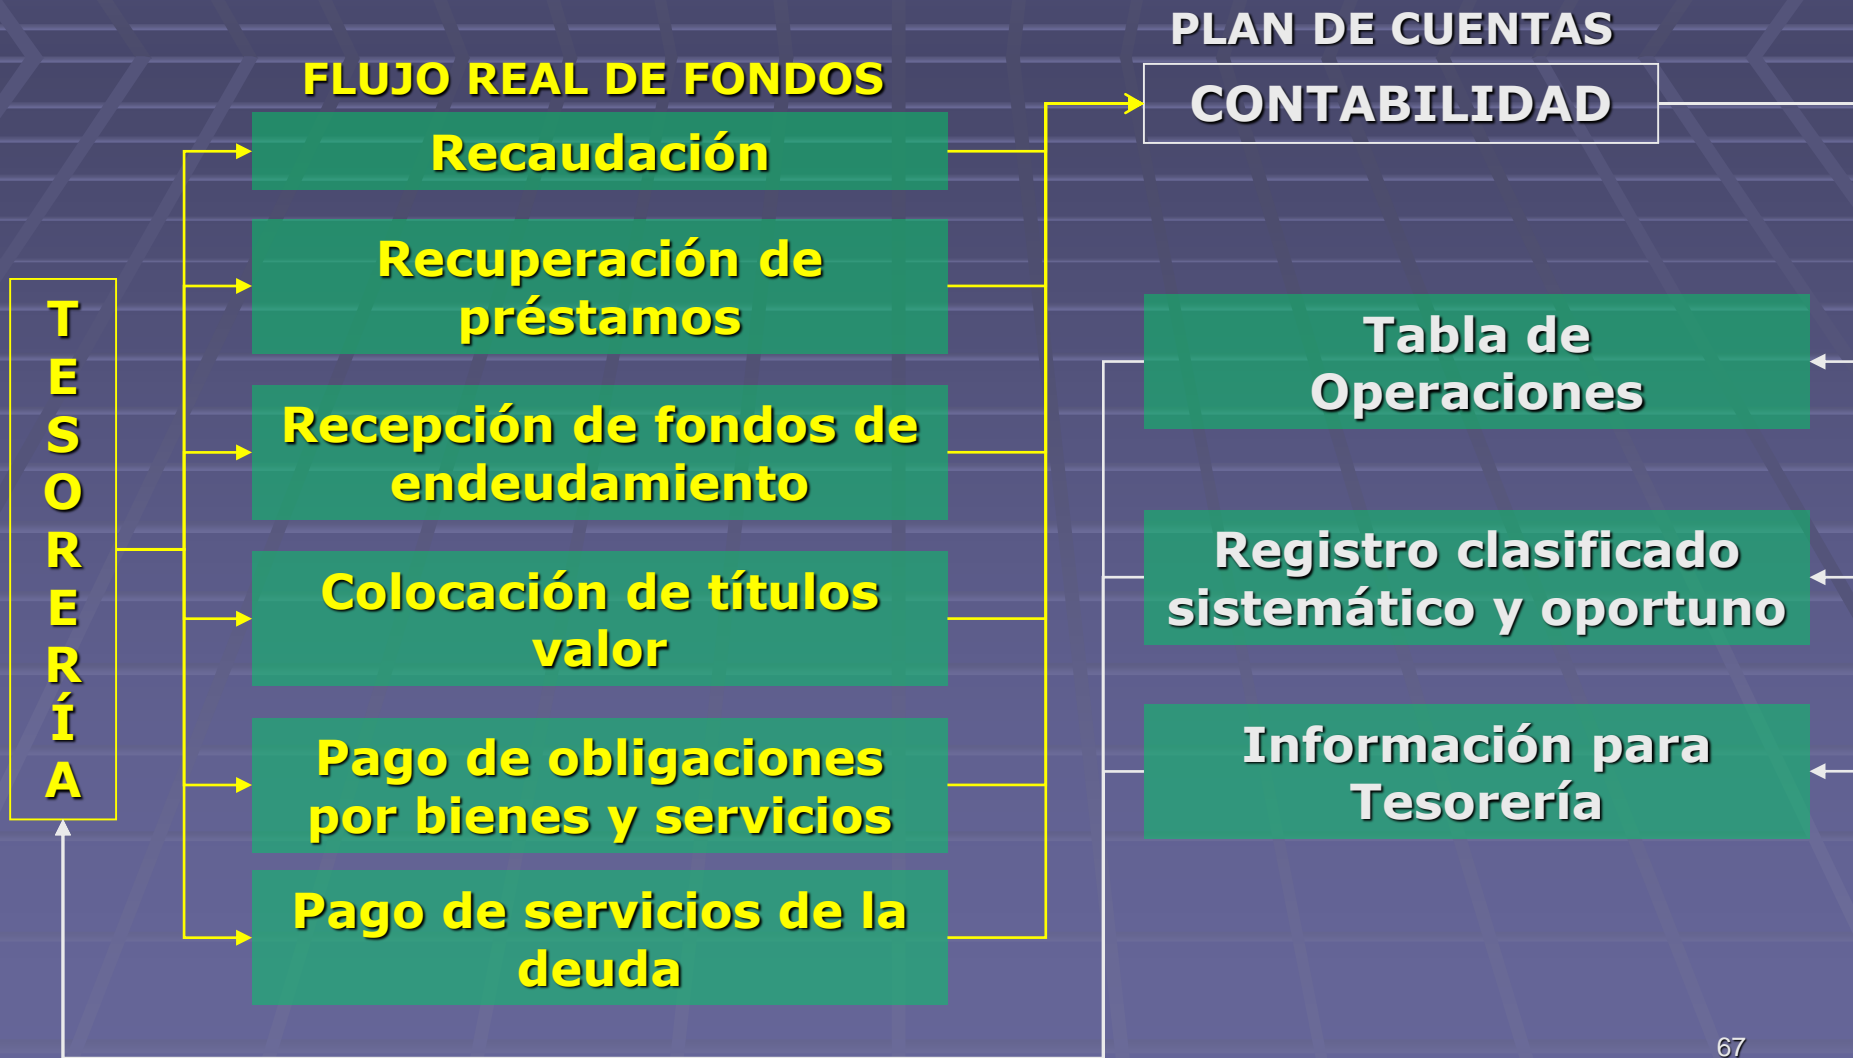 T
E
S
O
R
E
R
Í
A
FLUJO REAL DE FONDOS
Recaudación
Recuperación de
préstamos
Recepción de fondos de
endeudamiento
Colocación de títulos
valor
Pago de obligaciones
por bienes y servicios
Pago de servicios de la
deuda
PLAN DE CUENTAS
CONTABILIDAD
Tabla de
Operaciones
Registro clasificado
sistemático y oportuno
Información para
Tesorería
67